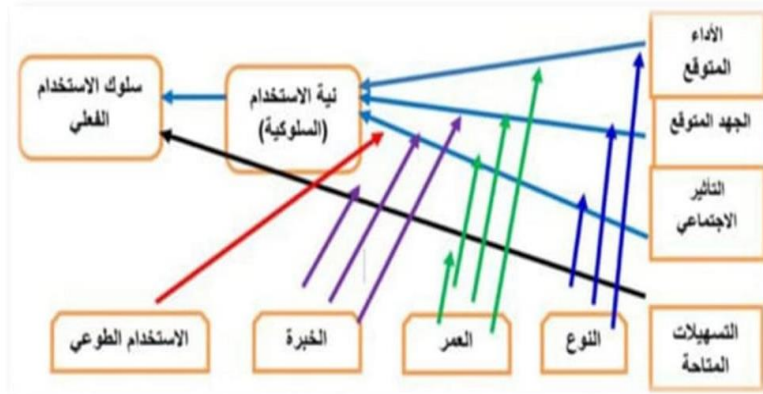 الأداء
المتوقع
الجهد المتوقع
التأثير
الاجتماعي
التسهيلات
المتاحة
نية الاستخدام
(السلوكية)
سلوك الاستخدام
الفعلي
النوع
العمر
الخبرة
الاستخدام الطوعي